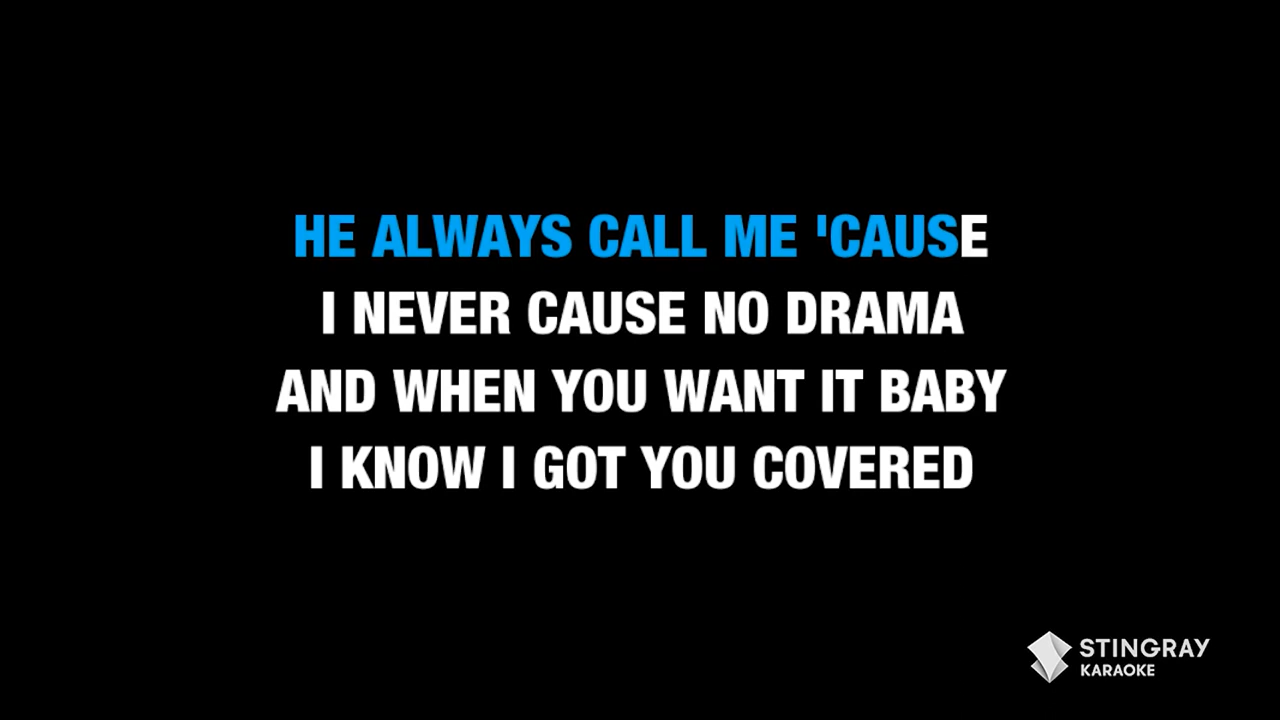 HE ALWAYS CALL ME 'CAUSE
I NEVER CAUSE NO DRAMA
AND WHEN YOU WANT IT BABY
I KNOW I GOT YOU COVERED
STINGRAY
KARAOKE